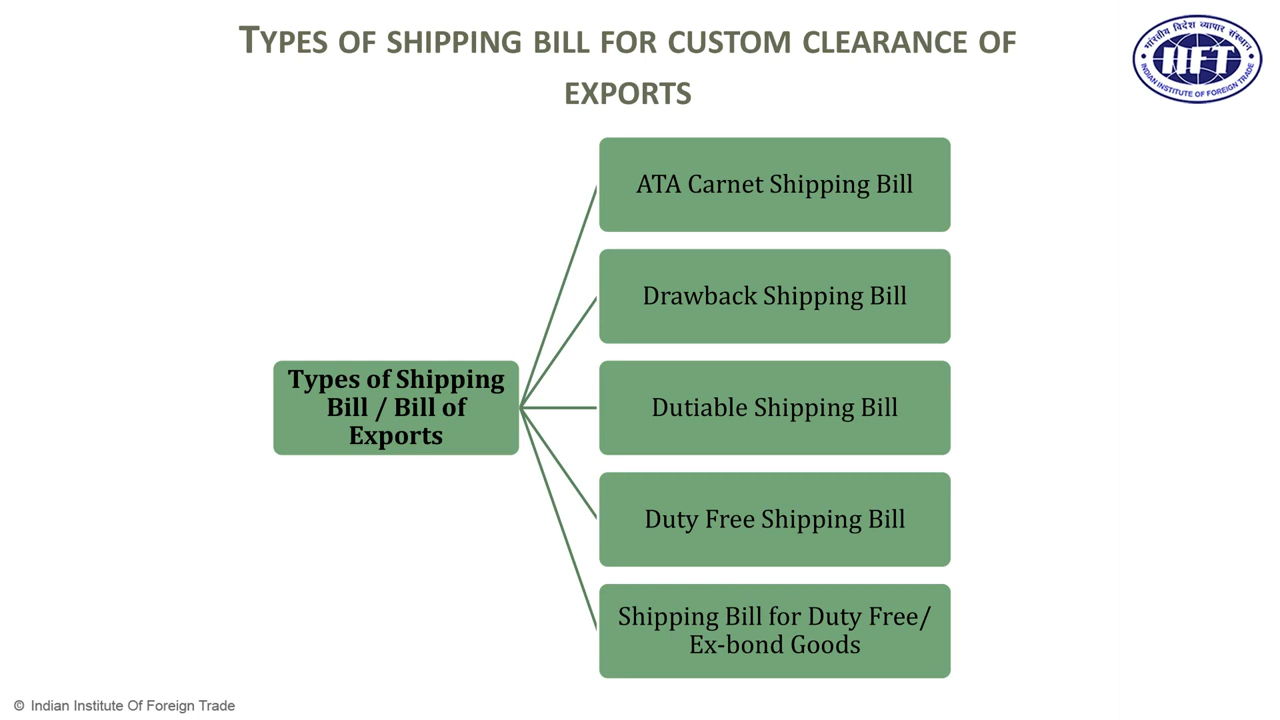 TYPES OF SHIPPING BILL FOR CUSTOM CLEARANCE OF
EXPORTS
भारतीय विदेश व्यापार संस्थान
IIFT
INDIAN INSTITUTE OF FOREIGN TRADE
ATA Carnet Shipping Bill
Drawback Shipping Bill
Types of Shipping
Bill / Bill of
Exports
Dutiable Shipping Bill
Duty Free Shipping Bill
Shipping Bill for Duty Free/
Ex-bond Goods
© Indian Institute Of Foreign Trade